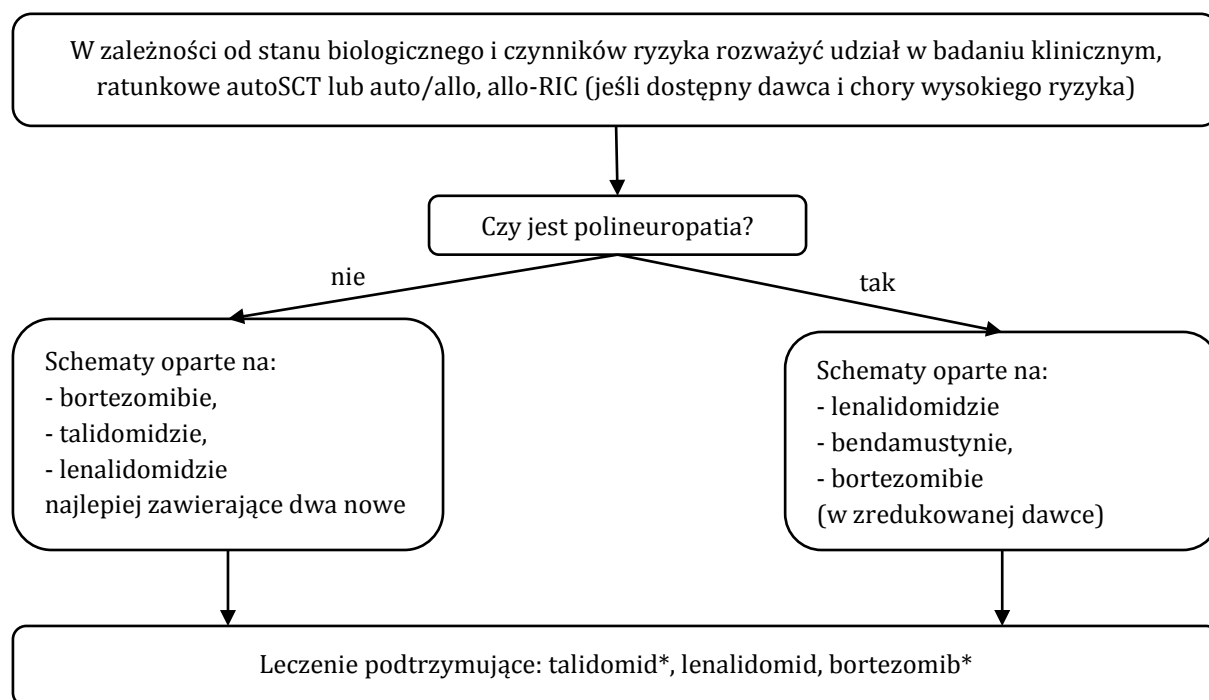 W zależności od stanu biologicznego i czynników ryzyka rozważyć udział w badaniu klinicznym,
ratunkowe autoSCT lub auto/allo, allo-RIC (jeśli dostępny dawca i chory wysokiego ryzyka)
Czy jest polineuropatia?
nie
tak
Schematy oparte na:
- bortezomibie,
- talidomidzie,
- lenalidomidzie
najlepiej zawierające dwa nowe
Schematy oparte na:
- lenalidomidzie
- bendamustynie,
- bortezomibie
(w zredukowanej dawce)
Leczenie podtrzymujące: talidomid*, lenalidomid, bortezomib*